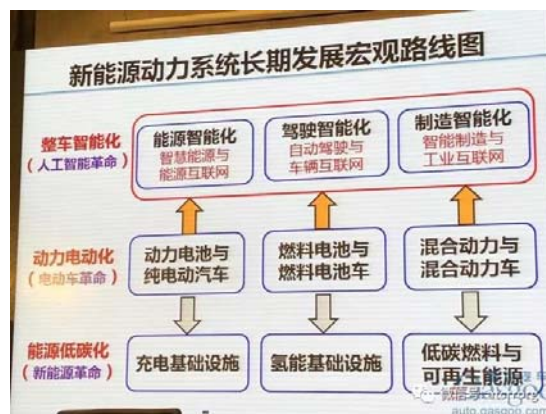 新能源动力系统长期发展宏观路线图
整车智能化
(人工智能革命)
能源智能化
智慧能源与
能源互联网
驾驶智能化
自动驾驶与
车辆互联网
制造智能化
智能制造与
工业互联网
动力电动化
(电动车革命)
动力电池与
纯电动汽车
燃料电池与
燃料电池车
混合动力与
混合动力车
能源低碳化
(新能源革命)
充电基础设施
氢能基础设施
低碳燃料与
可再生能源
auto.gasgoo.com